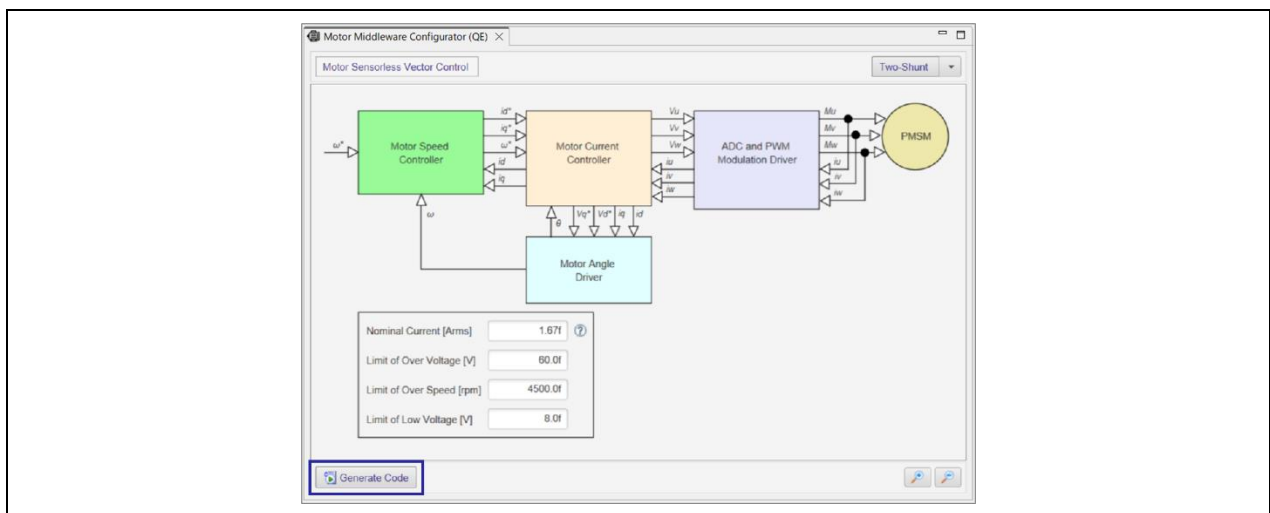 Motor Middleware Configurator (QE)
Motor Sensorless Vector Control
Two-Shunt
ω*
Motor Speed
Controller
id*
iq*
ω*
id
iq
Motor Current
Controller
Vu
Vv
Vw
iu
iv
iw
ADC and PWM
Modulation Driver
Mu
Mv
Mw
iu
iv
iw
PMSM
ω
θ
Vq*
Vd*
iq
id
Motor Angle
Driver
Nominal Current [Arms] 1.67f
Limit of Over Voltage [V] 60.0f
Limit of Over Speed [rpm] 4500.0f
Limit of Low Voltage [V] 8.0f
Generate Code